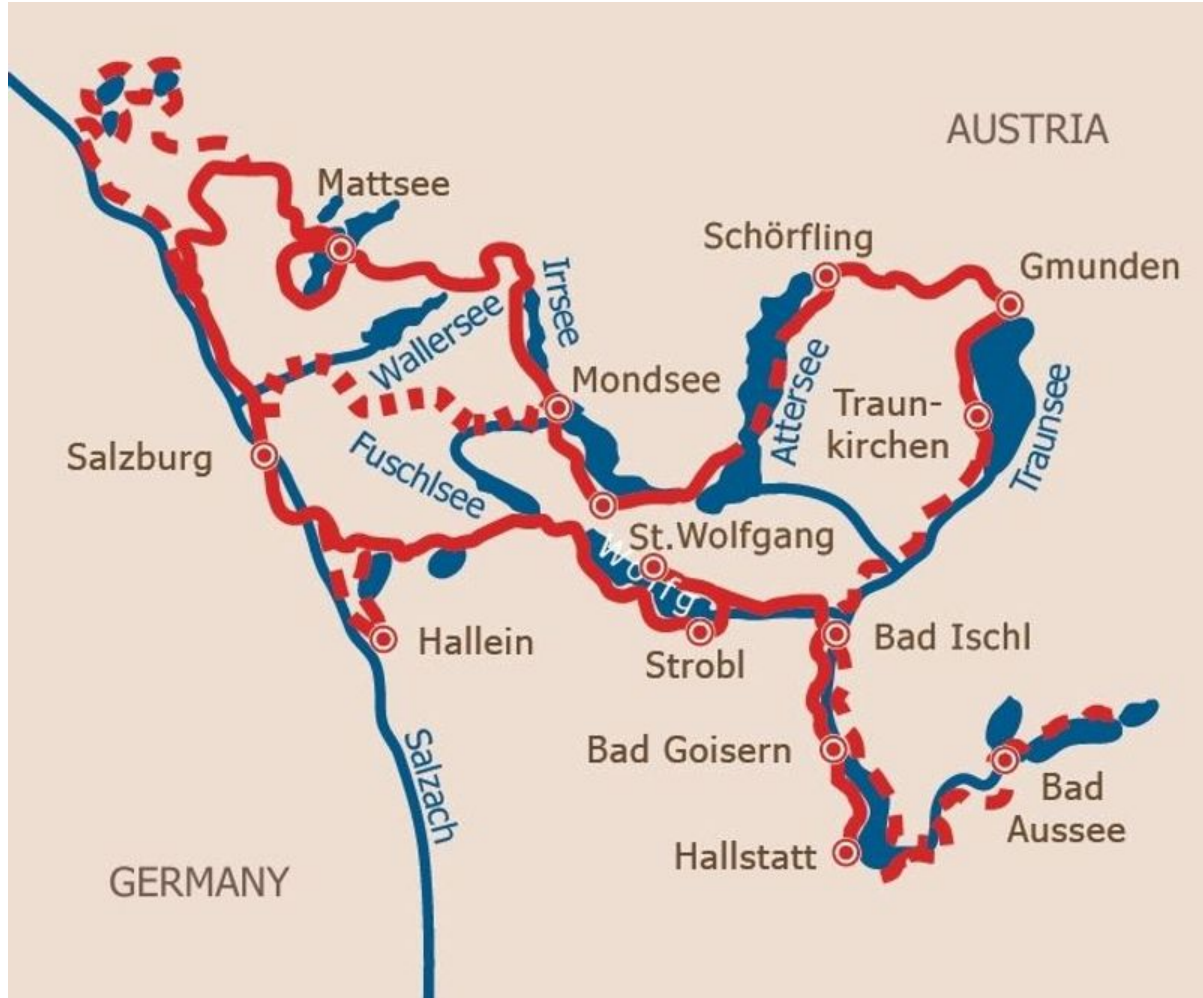 AUSTRIA
Mattsee
Schörfling
Gmunden
Irrsee
Wallersee
Mondsee
Attersee
Traun-
kirchen
Traunsee
Salzburg
Fuschlsee
St.Wolfgang
Wolfg.
Hallein
Strobl
Bad Ischl
Salzach
Bad Goisern
Bad
Aussee
Hallstatt
GERMANY